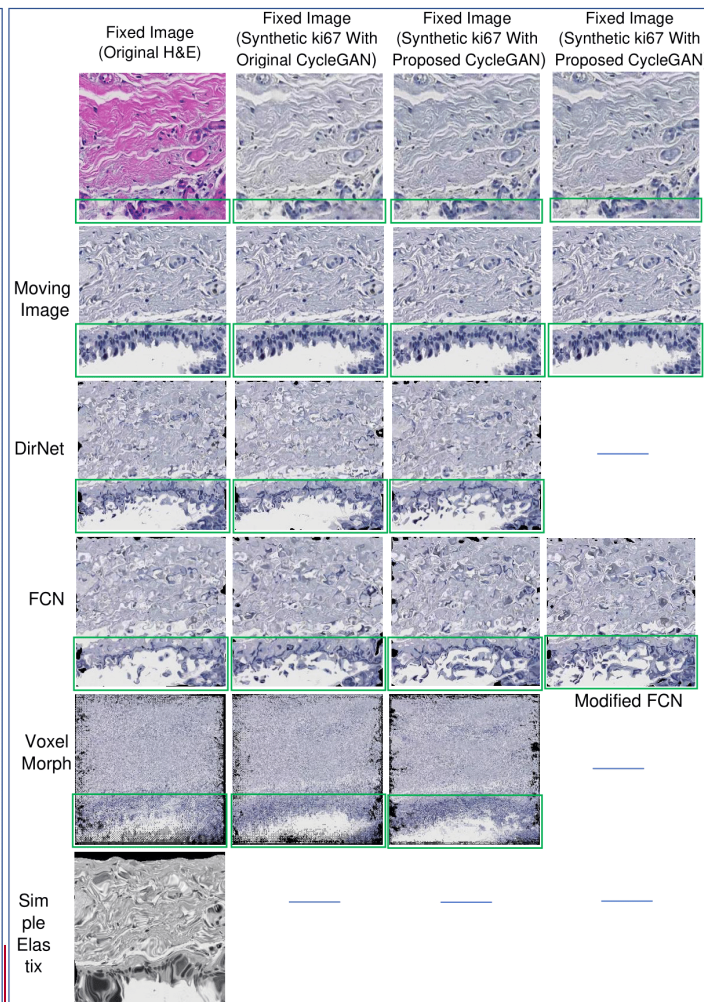 Fixed Image
(Original H&E)
Fixed Image
(Synthetic ki67 With
Original CycleGAN)
Fixed Image
(Synthetic ki67 With
Proposed CycleGAN)
Fixed Image
(Synthetic ki67 With
Proposed CycleGAN
Moving
Image
DirNet
FCN
Modified FCN
Voxel
Morph
Sim
ple
Elas
tix